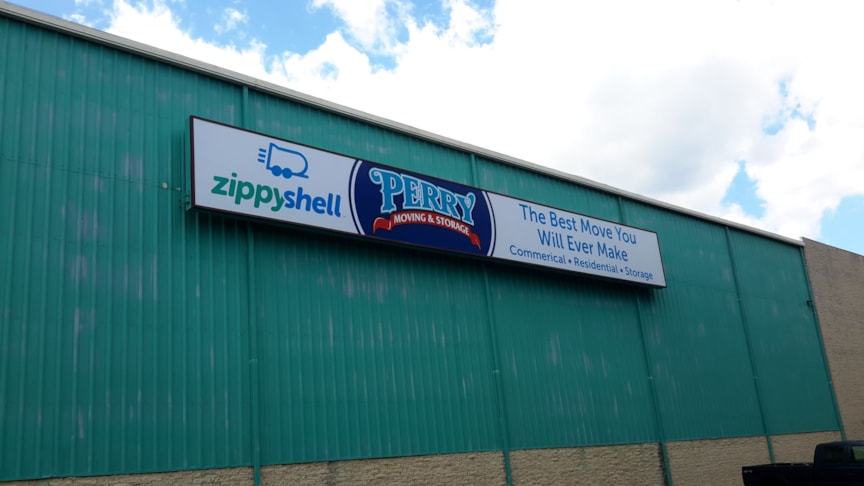 zippyshell
PERRY
MOVING & STORAGE
The Best Move You
Will Ever Make
Commerical • Residential • Storage